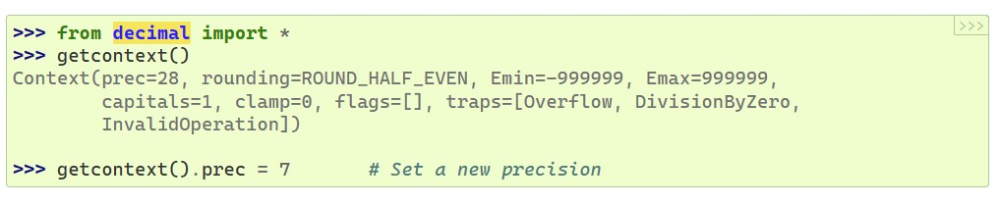 >>>
>>> from decimal import *
>>> getcontext()
Context(prec=28, rounding=ROUND_HALF_EVEN, Emin=-999999, Emax=999999,
        capitals=1, clamp=0, flags=[], traps=[Overflow, DivisionByZero,
        InvalidOperation])
>>> getcontext().prec = 7       # Set a new precision